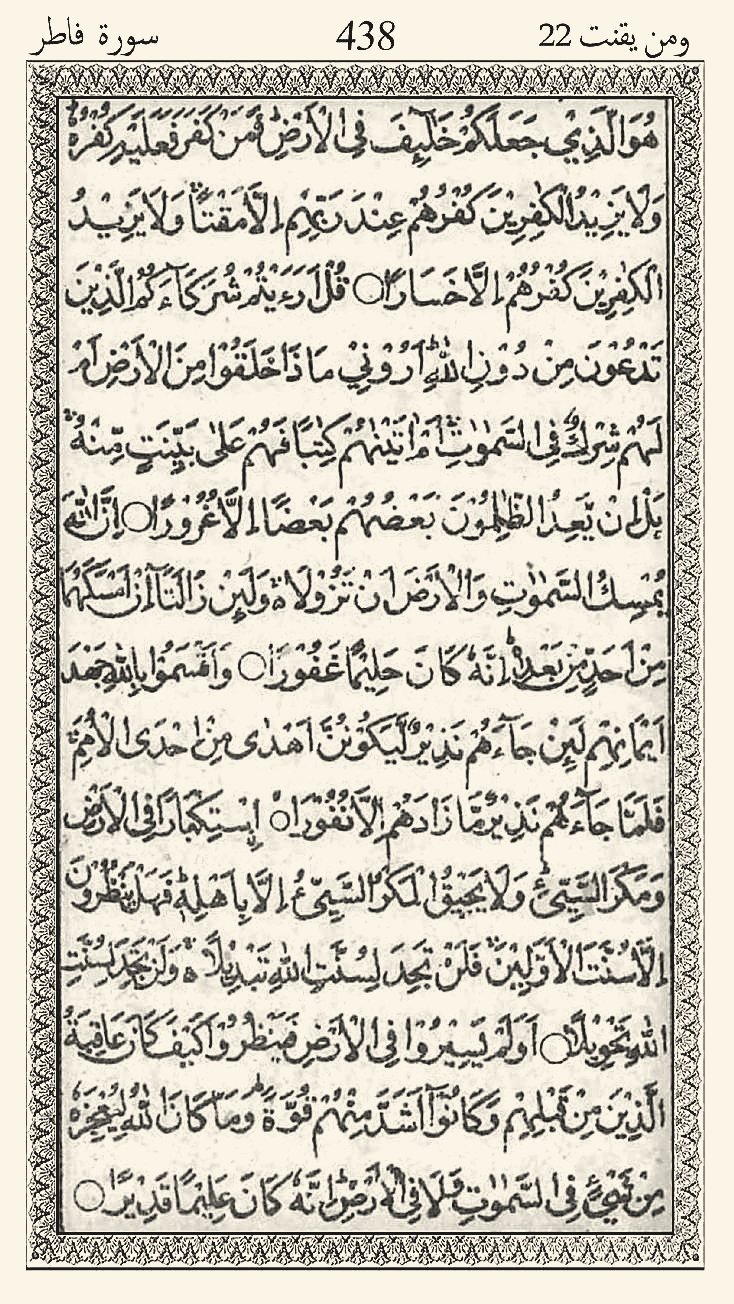 ومن يقنت 22
438
سورة فاطر
هُوَ الَّذِيْ جَعَلَكُمْ خَلٰٓئِفَ فِى الْاَرْضِ ؕ فَمَنْ كَفَرَ فَعَلَيْهِ كُفْرُهٗ ؕ
وَلَا يَزِيْدُ الْكٰفِرِيْنَ كُفْرُهُمْ عِنْدَ رَبِّهِمْ اِلَّا مَقْتًا ۚ وَلَا يَزِيْدُ
الْكٰفِرِيْنَ كُفْرُهُمْ اِلَّا خَسَارًا ○ قُلْ اَرَءَيْتُمْ شُرَكَآءَكُمُ الَّذِيْنَ
تَدْعُوْنَ مِنْ دُوْنِ اللّٰهِ ؕ اَرُوْنِيْ مَاذَا خَلَقُوْا مِنَ الْاَرْضِ اَمْ
لَهُمْ شِرْكٌ فِى السَّمٰوٰتِ ۚ اَمْ اٰتَيْنٰهُمْ كِتٰبًا فَهُمْ عَلٰى بَيِّنَتٍ مِّنْهُ ۚ
بَلْ اِنْ يَّعِدُ الظّٰلِمُوْنَ بَعْضُهُمْ بَعْضًا اِلَّا غُرُوْرًا ○ اِنَّ اللّٰهَ
يُمْسِكُ السَّمٰوٰتِ وَالْاَرْضَ اَنْ تَزُوْلَا ۚ وَلَئِنْ زَالَتَآ اِنْ اَمْسَكَهُمَا
مِنْ اَحَدٍ مِّنْۢ بَعْدِهٖ ؕ اِنَّهٗ كَانَ حَلِيْمًا غَفُوْرًا ○ وَاَقْسَمُوْا بِاللّٰهِ جَهْدَ
اَيْمَانِهِمْ لَئِنْ جَآءَهُمْ نَذِيْرٌ لَّيَكُوْنُنَّ اَهْدٰى مِنْ اِحْدَى الْاُمَمِ ۚ
فَلَمَّا جَآءَهُمْ نَذِيْرٌ مَّا زَادَهُمْ اِلَّا نُفُوْرًا ۙ اِسْتِكْبَارًا فِى الْاَرْضِ
وَمَكْرَ السَّيِّئِ ؕ وَلَا يَحِيْقُ الْمَكْرُ السَّيِّئُ اِلَّا بِاَهْلِهٖ ؕ فَهَلْ يَنْظُرُوْنَ
اِلَّا سُنَّتَ الْاَوَّلِيْنَ ۚ فَلَنْ تَجِدَ لِسُنَّتِ اللّٰهِ تَبْدِيْلًا ۚ وَلَنْ تَجِدَ لِسُنَّتِ
اللّٰهِ تَحْوِيْلًا ○ اَوَلَمْ يَسِيْرُوْا فِى الْاَرْضِ فَيَنْظُرُوْا كَيْفَ كَانَ عَاقِبَةُ
الَّذِيْنَ مِنْ قَبْلِهِمْ وَكَانُوْٓا اَشَدَّ مِنْهُمْ قُوَّةً ؕ وَمَا كَانَ اللّٰهُ لِيُعْجِزَهٗ
مِنْ شَيْءٍ فِى السَّمٰوٰتِ وَلَا فِى الْاَرْضِ ؕ اِنَّهٗ كَانَ عَلِيْمًا قَدِيْرًا ○